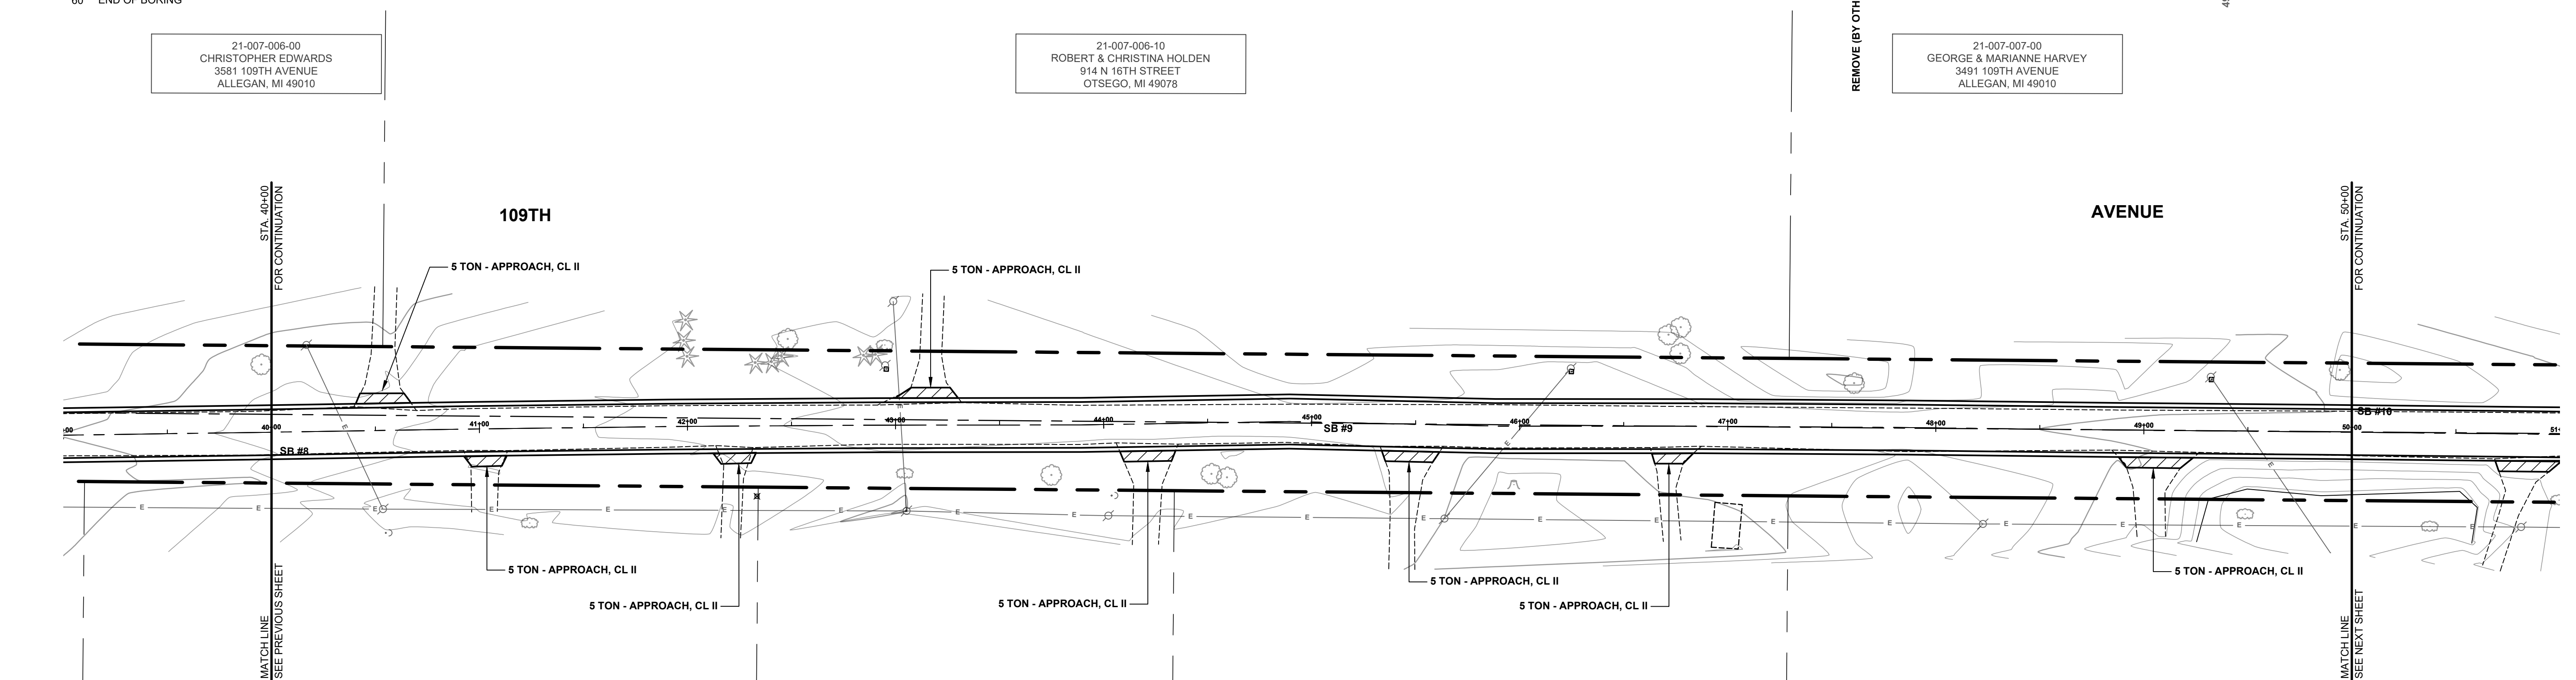 60 END OF BORING
21-007-006-00
CHRISTOPHER EDWARDS
3581 109TH AVENUE
ALLEGAN, MI 49010
21-007-006-10
ROBERT & CHRISTINA HOLDEN
914 N 16TH STREET
OTSEGO, MI 49078
REMOVE (BY OTH
21-007-007-00
GEORGE & MARIANNE HARVEY
3491 109TH AVENUE
ALLEGAN, MI 49010
STA. 40+00
FOR CONTINUATION
109TH
AVENUE
STA. 50+00
FOR CONTINUATION
5 TON - APPROACH, CL II
5 TON - APPROACH, CL II
40+00
41+00
42+00
43+00
44+00
45+00
46+00
47+00
48+00
49+00
50+00
SB #8
SB #9
SB #10
E E E E E E E E E E E E E E E E E E E E
5 TON - APPROACH, CL II
5 TON - APPROACH, CL II
5 TON - APPROACH, CL II
5 TON - APPROACH, CL II
5 TON - APPROACH, CL II
5 TON - APPROACH, CL II
MATCH LINE
SEE PREVIOUS SHEET
MATCH LINE
SEE NEXT SHEET